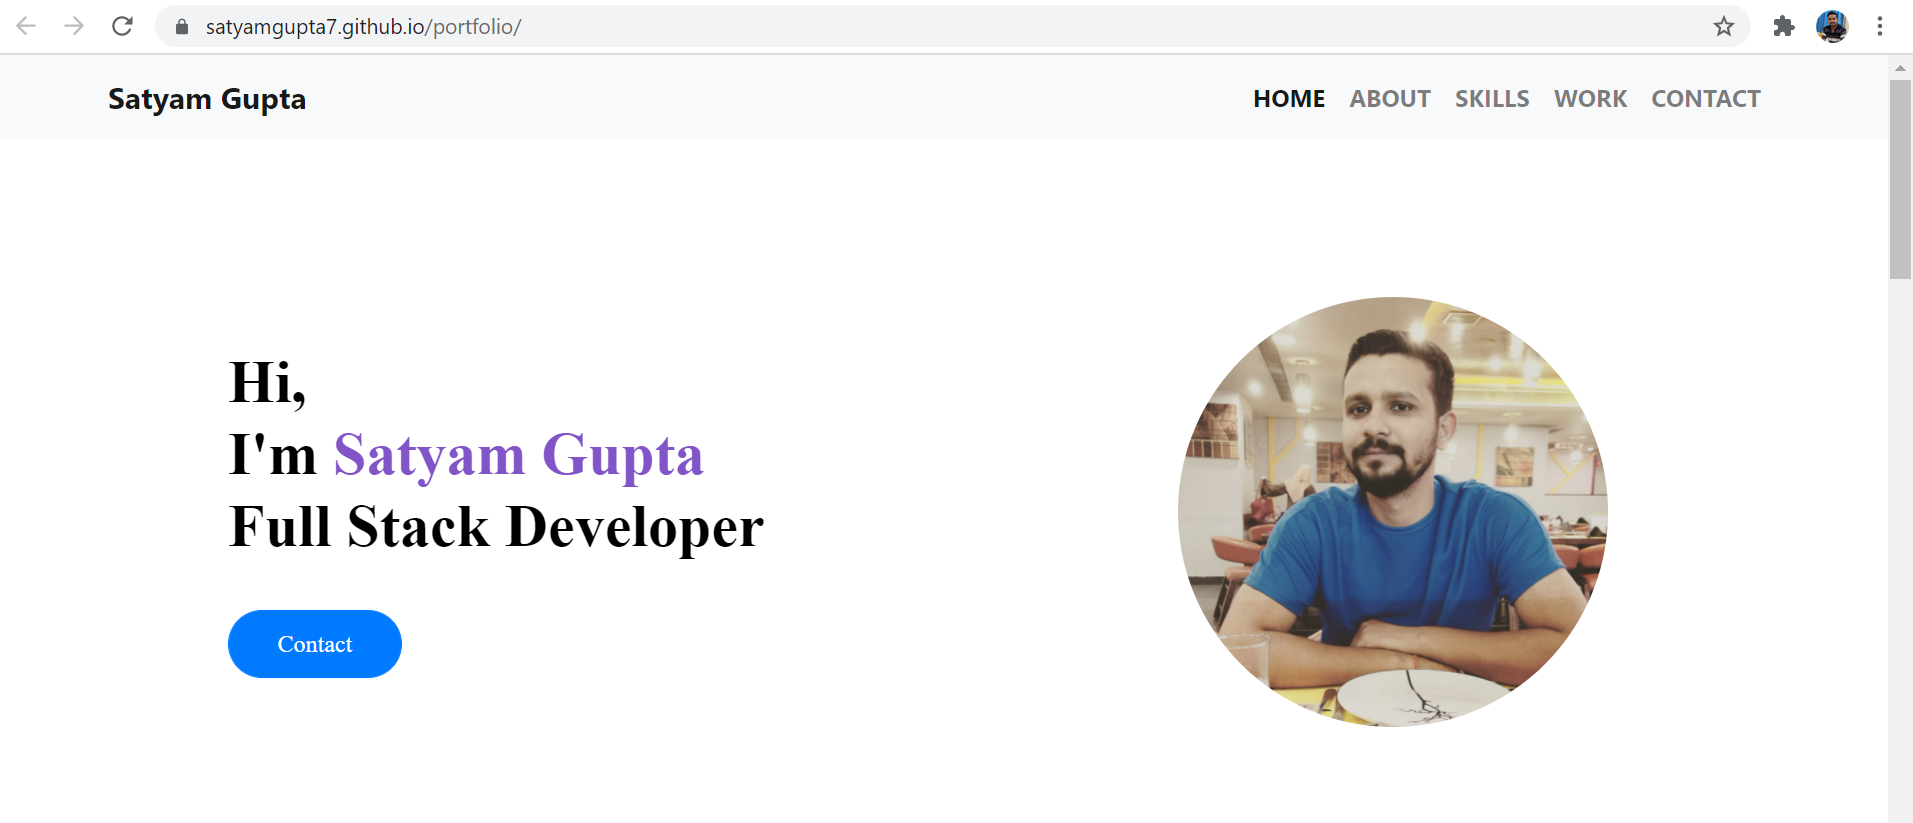 satyamgupta7.github.io/portfolio/
Satyam Gupta
HOME ABOUT SKILLS WORK CONTACT
Hi,
I'm Satyam Gupta
Full Stack Developer
Contact